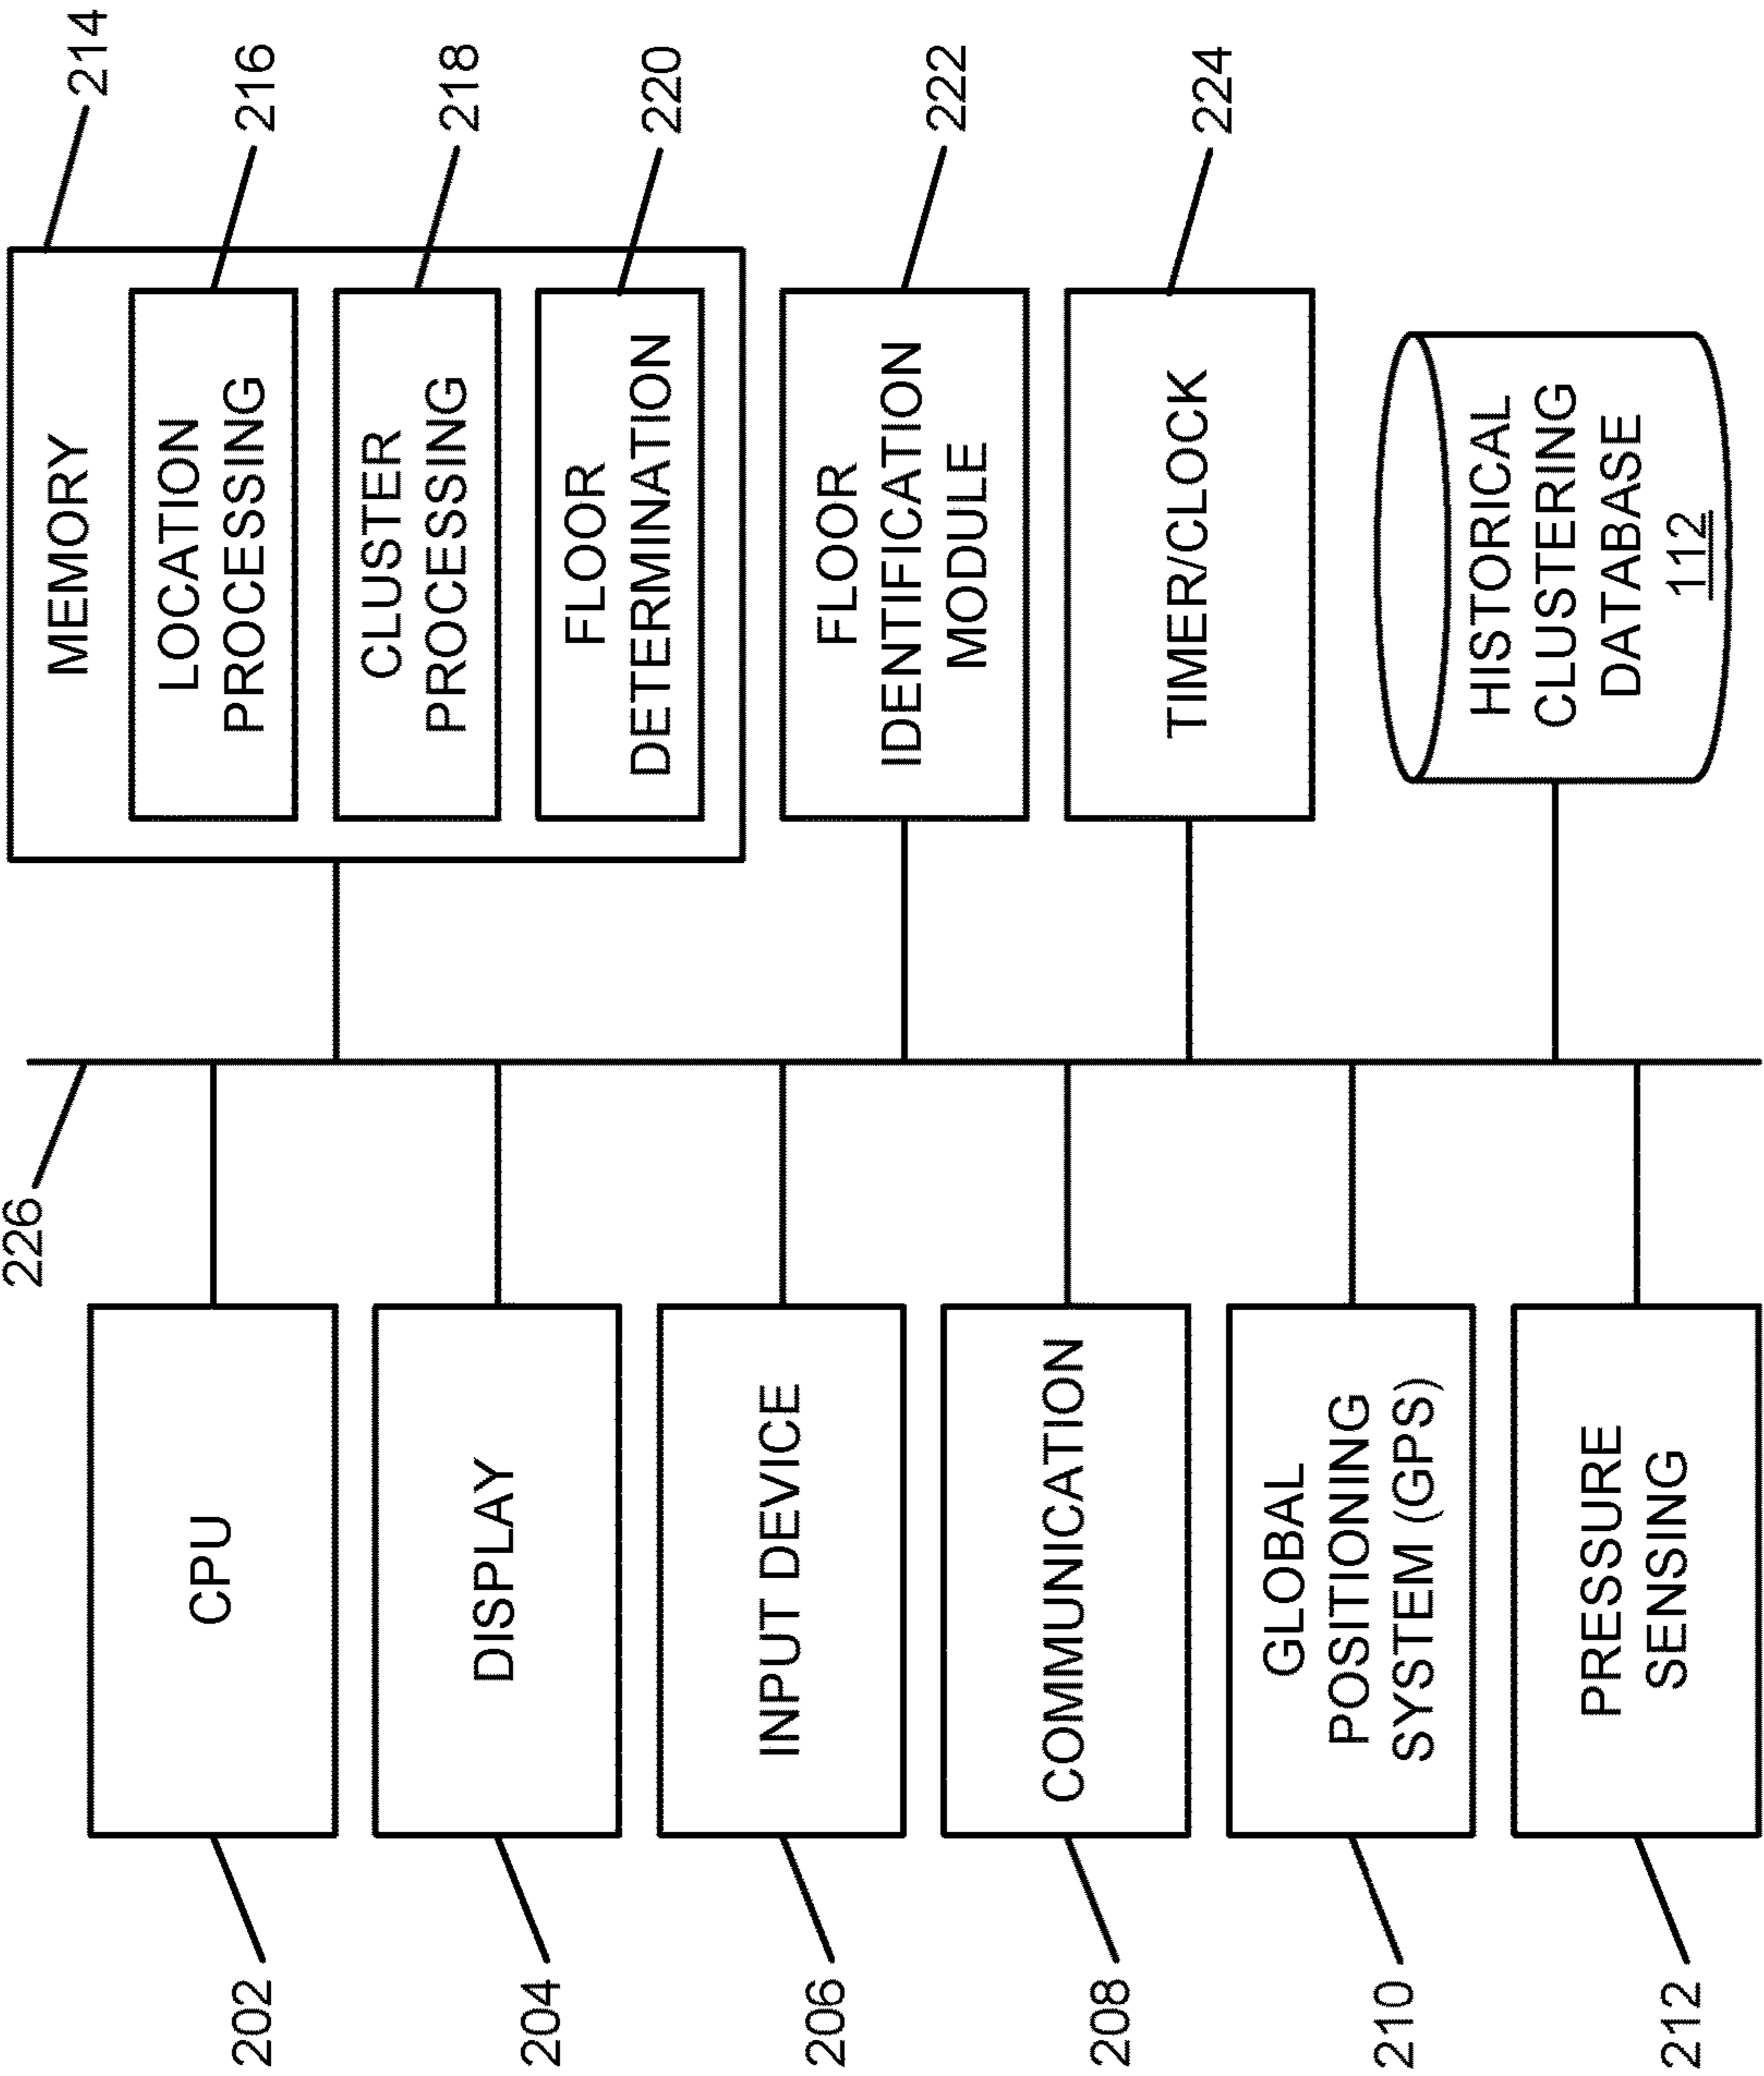 226
202
CPU
204
DISPLAY
206
INPUT DEVICE
208
COMMUNICATION
210
GLOBAL
POSITIONING
SYSTEM (GPS)
212
PRESSURE
SENSING
MEMORY
214
LOCATION
PROCESSING
216
CLUSTER
PROCESSING
218
FLOOR
DETERMINATION
220
FLOOR
IDENTIFICATION
MODULE
222
TIMER/CLOCK
224
HISTORICAL
CLUSTERING
DATABASE
112